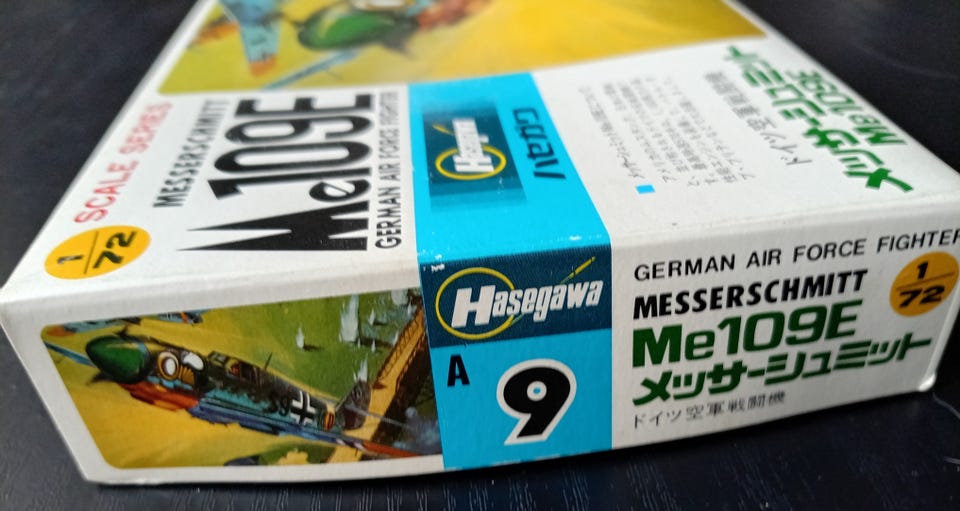 1/72
SCALE SERIES
MESSERSCHMITT
Me109E
GERMAN AIR FORCE FIGHTER
Hasegawa
ハセガワ
メッサーシュミット
Me109E
ドイツ空軍戦闘機
S9
Hasegawa
A
9
GERMAN AIR FORCE FIGHTER
MESSERSCHMITT
1/72
Me109E
メッサーシュミット
ドイツ空軍戦闘機